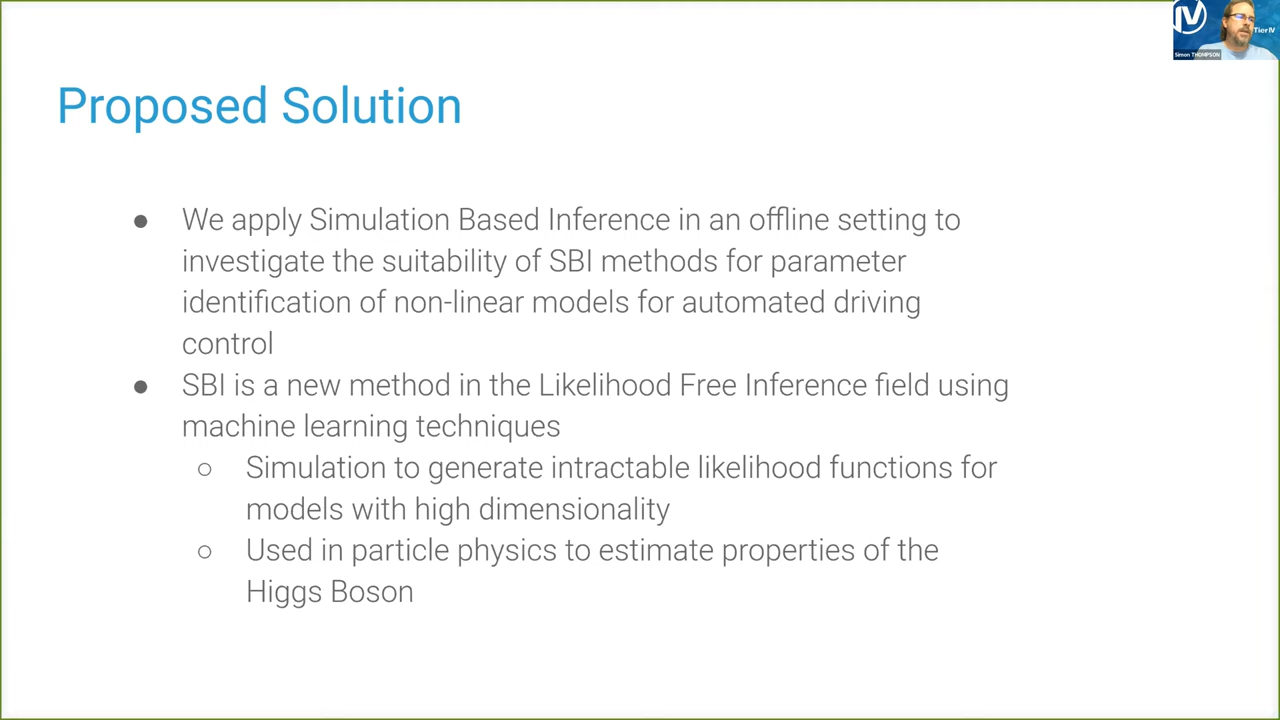 TierIV
Simon THOMPSON
Proposed Solution
● We apply Simulation Based Inference in an offline setting to
investigate the suitability of SBI methods for parameter
identification of non-linear models for automated driving
control
● SBI is a new method in the Likelihood Free Inference field using
machine learning techniques
○ Simulation to generate intractable likelihood functions for
models with high dimensionality
○ Used in particle physics to estimate properties of the
Higgs Boson